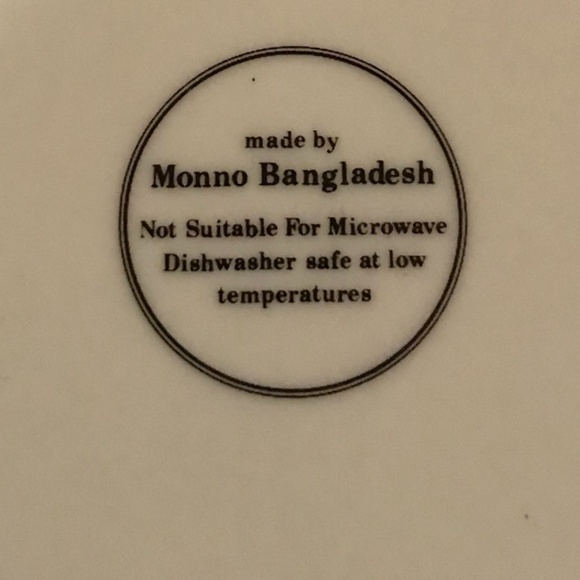 made by
Monno Bangladesh
Not Suitable For Microwave
Dishwasher safe at low
temperatures